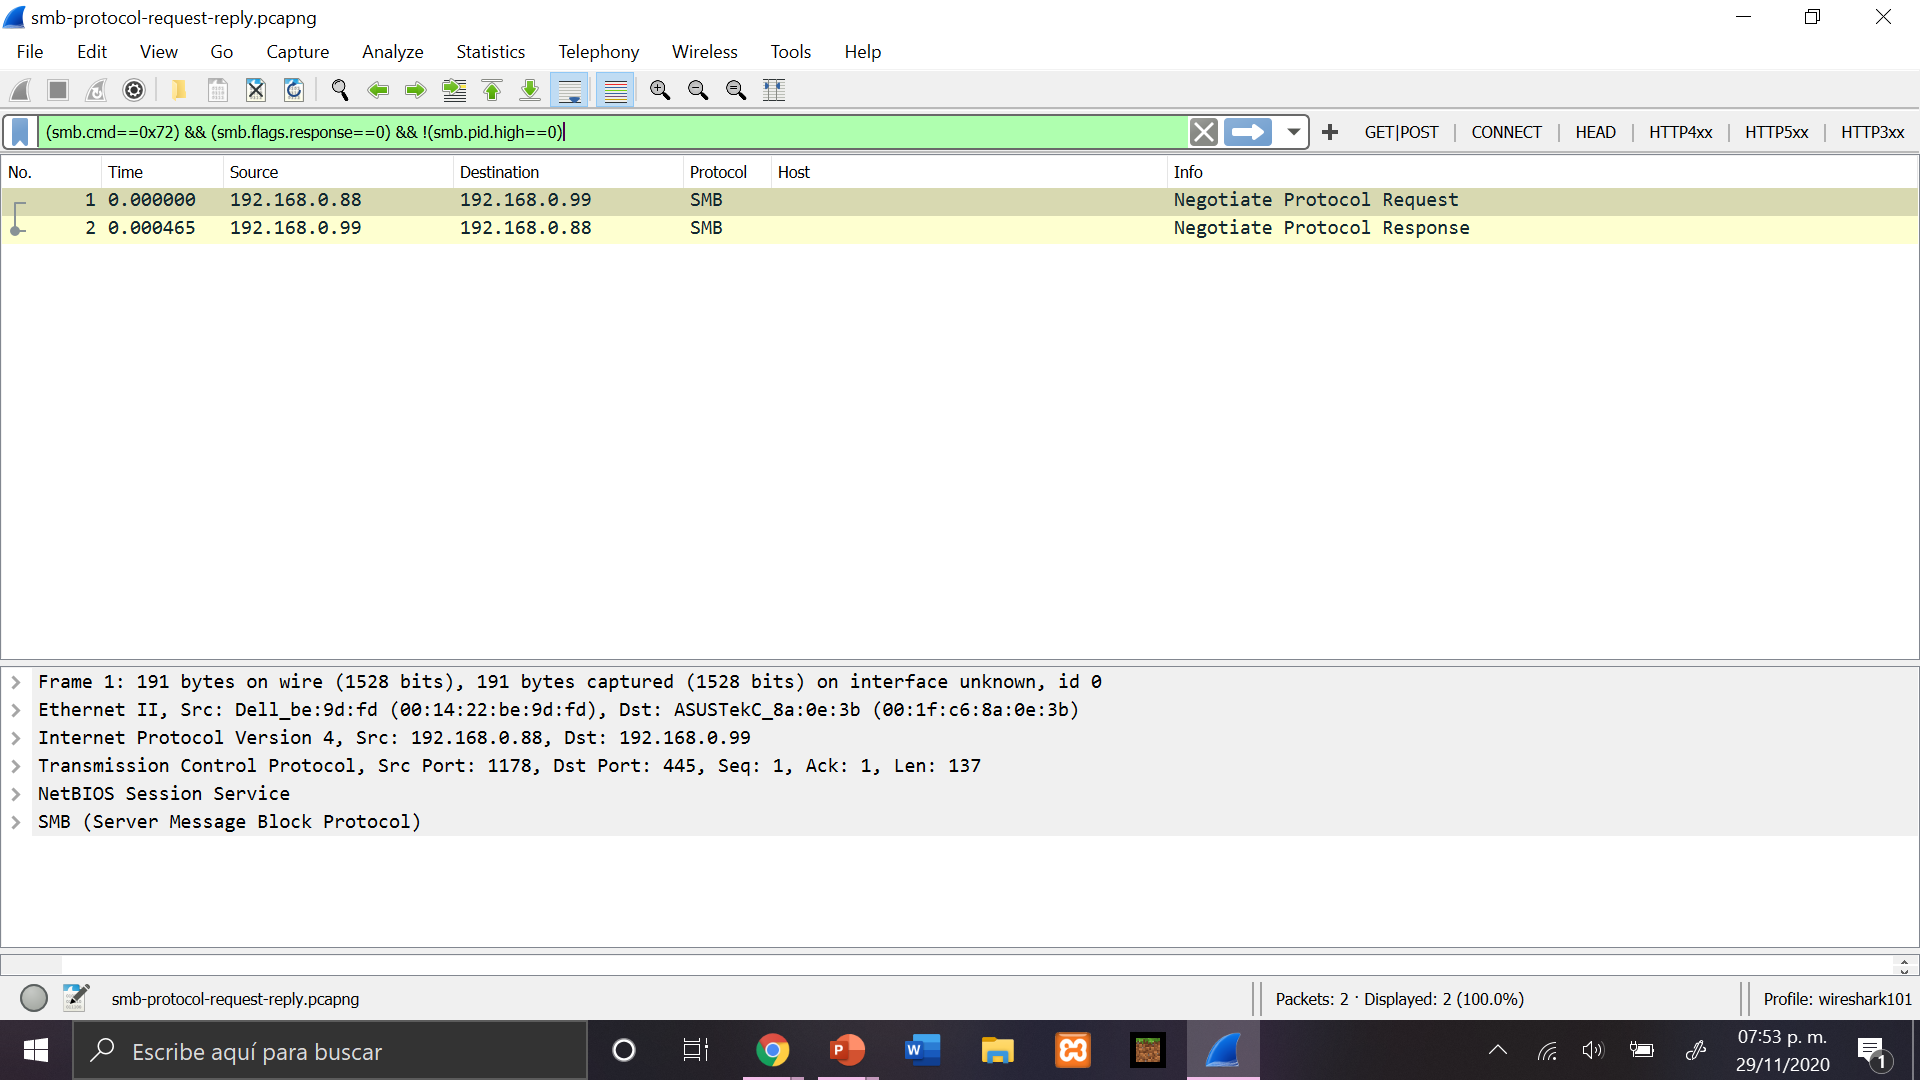 smb-protocol-request-reply.pcapng
File Edit View Go Capture Analyze Statistics Telephony Wireless Tools Help
(smb.cmd==0x72) && (smb.flags.response==0) && !(smb.pid.high==0) GET|POST CONNECT HEAD HTTP4xx HTTP5xx HTTP3xx
No. Time Source Destination Protocol Host Info
1 0.000000 192.168.0.88 192.168.0.99 SMB Negotiate Protocol Request
2 0.000465 192.168.0.99 192.168.0.88 SMB Negotiate Protocol Response
Frame 1: 191 bytes on wire (1528 bits), 191 bytes captured (1528 bits) on interface unknown, id 0
Ethernet II, Src: Dell_be:9d:fd (00:14:22:be:9d:fd), Dst: ASUSTekC_8a:0e:3b (00:1f:c6:8a:0e:3b)
Internet Protocol Version 4, Src: 192.168.0.88, Dst: 192.168.0.99
Transmission Control Protocol, Src Port: 1178, Dst Port: 445, Seq: 1, Ack: 1, Len: 137
NetBIOS Session Service
SMB (Server Message Block Protocol)
smb-protocol-request-reply.pcapng Packets: 2 · Displayed: 2 (100.0%) Profile: wireshark101
Escribe aquí para buscar
07:53 p. m.
29/11/2020
1